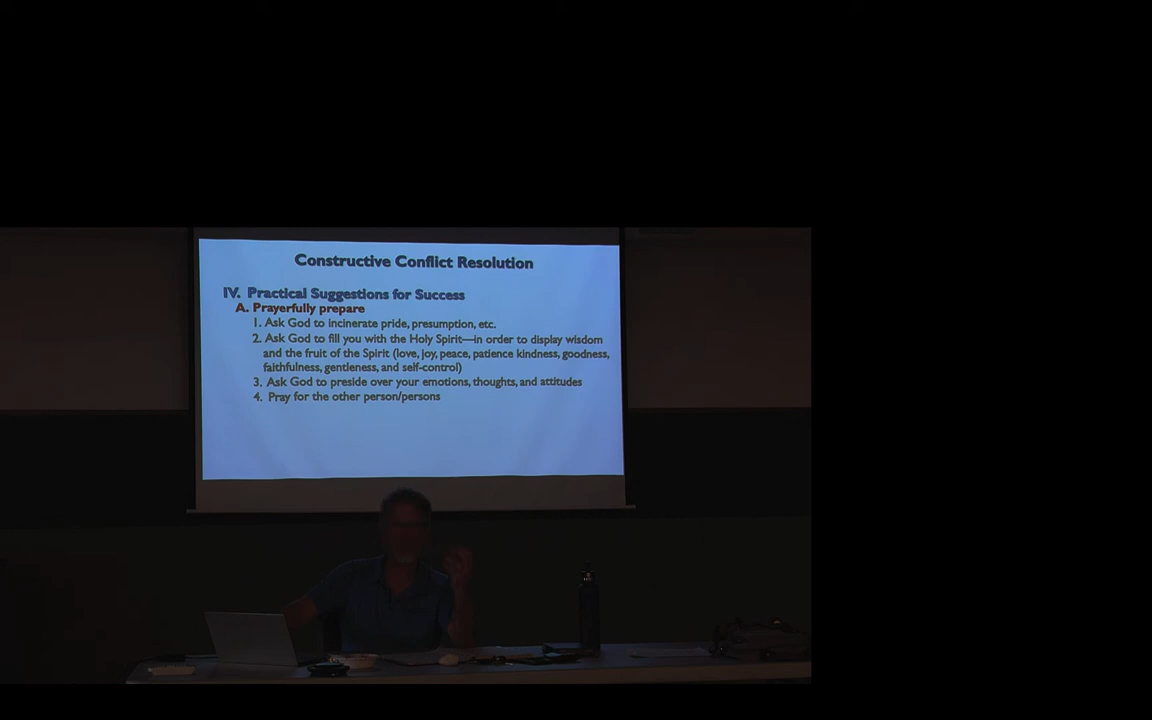 Constructive Conflict Resolution
IV. Practical Suggestions for Success
A. Prayerfully prepare
1. Ask God to incinerate pride, presumption, etc.
2. Ask God to fill you with the Holy Spirit—in order to display wisdom
and the fruit of the Spirit (love, joy, peace, patience kindness, goodness,
faithfulness, gentleness, and self-control)
3. Ask God to preside over your emotions, thoughts, and attitudes
4. Pray for the other person/persons